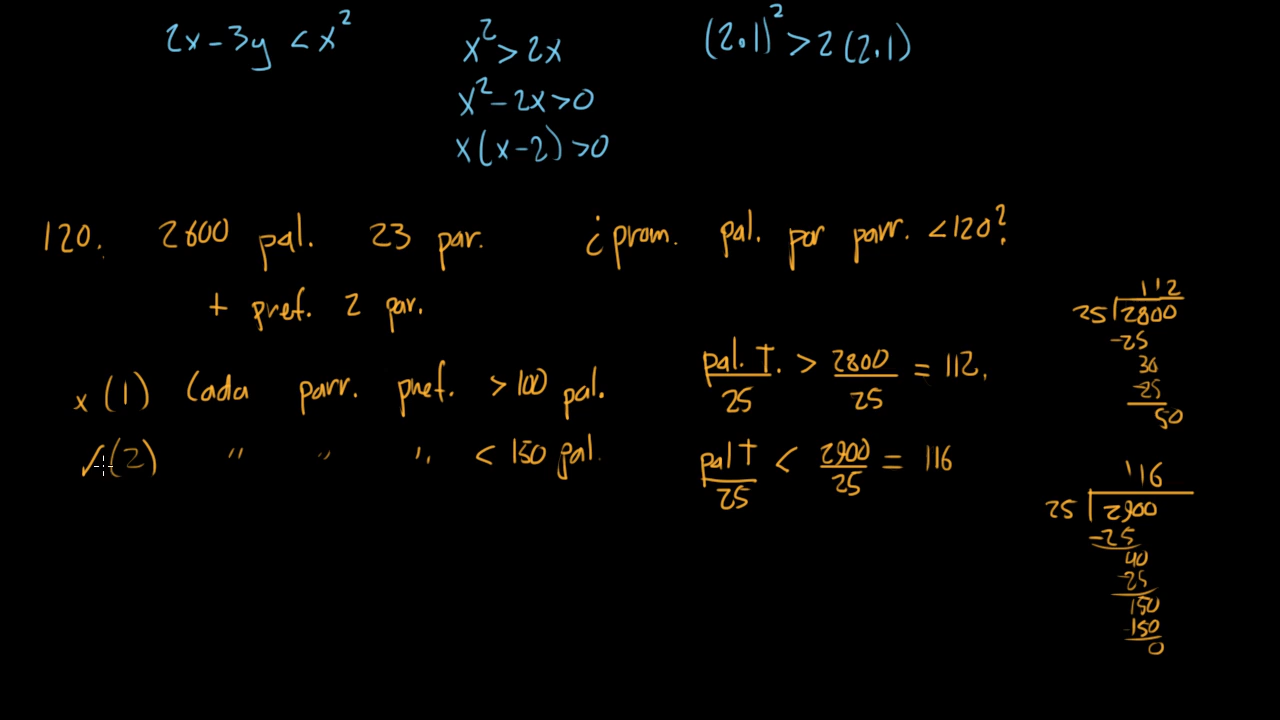 2x - 3y < x²
x² > 2x
x² - 2x > 0
x(x-2) > 0
(2.1)² > 2(2.1)
120. 2600 pal. 23 par. ¿prom. pal. por parr. < 120?
+ pref. 2 par.
x (1) Cada parr. pref. > 100 pal.
✓(2) " " ". < 150 pal.
pal. T. / 25 > 2800 / 25 = 112.
pal T / 25 < 2900 / 25 = 116
112
25 | 2800
-25
30
-25
50
116
25 | 2900
-25
40
-25
150
-150
0